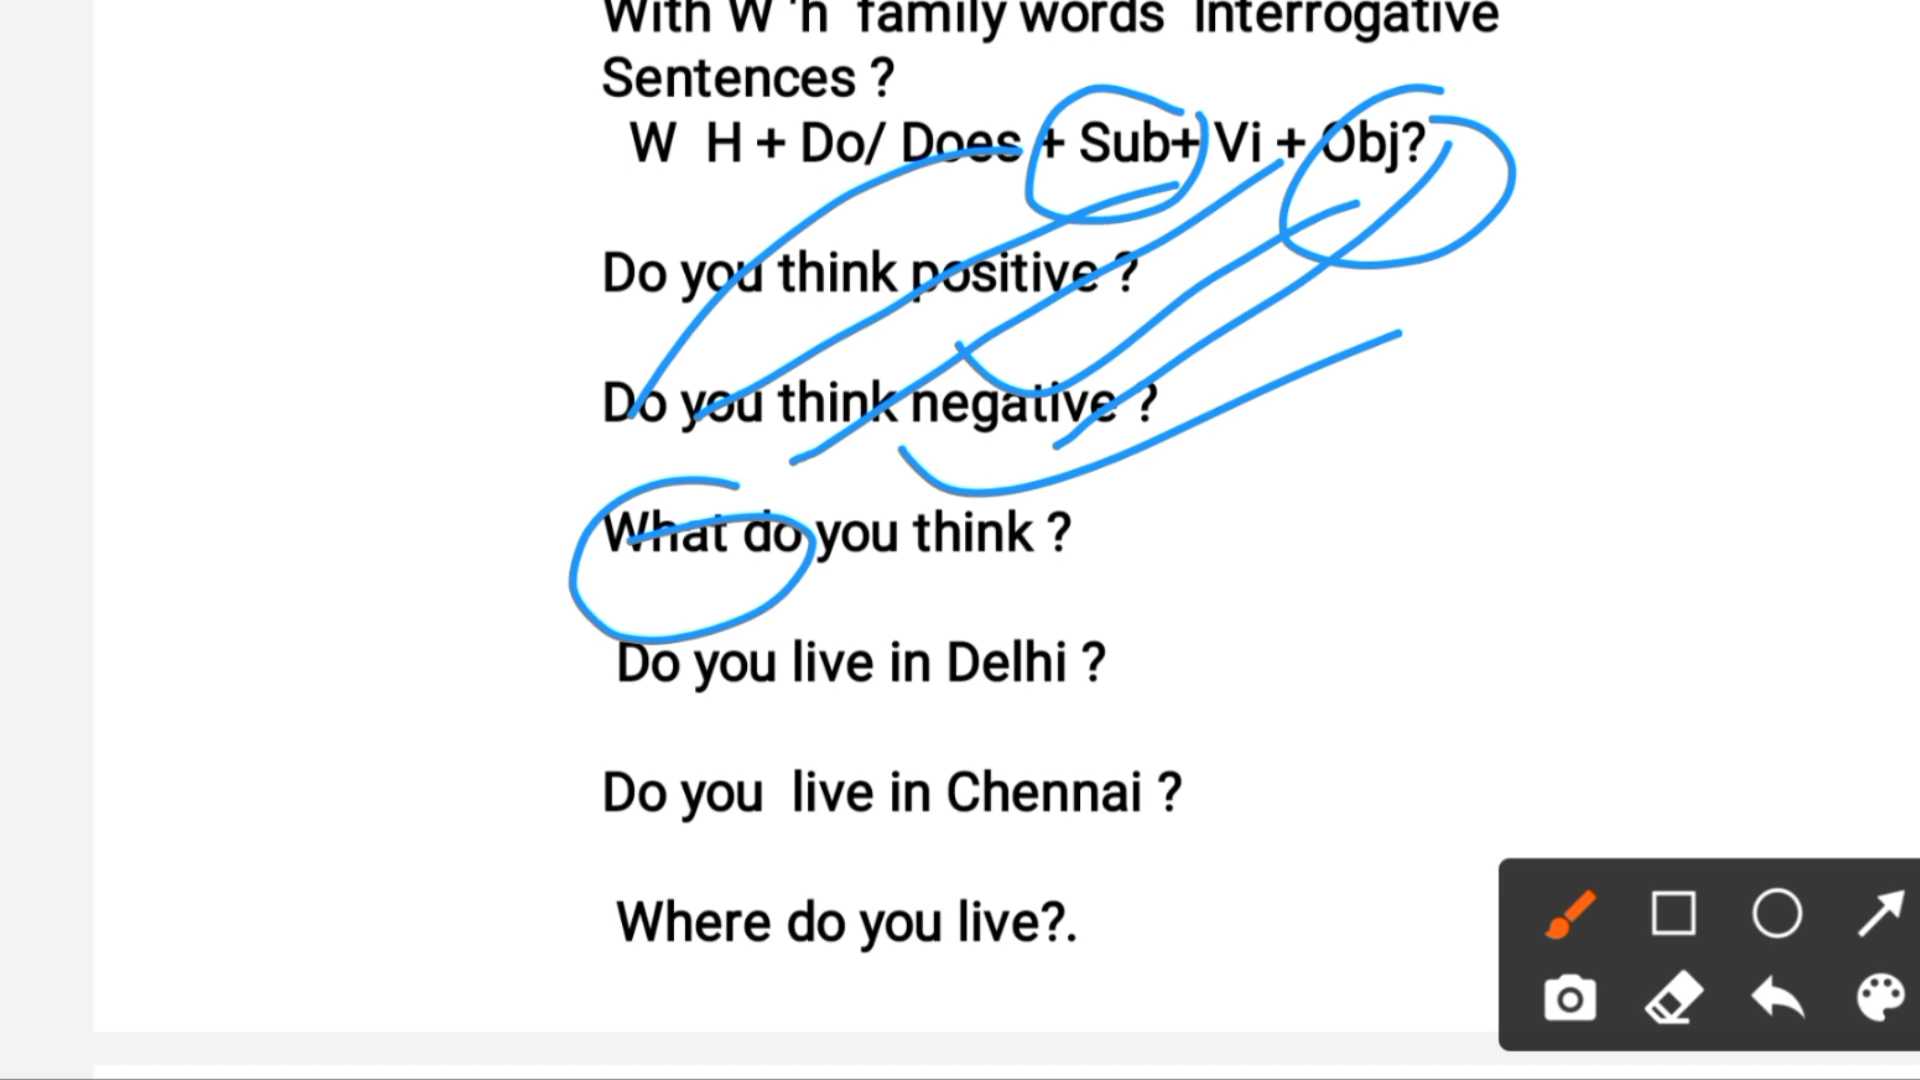 With W 'h family words Interrogative
Sentences ?
W H + Do/ Does + Sub+ Vi + Obj?
Do you think positive ?
Do you think negative ?
What do you think ?
Do you live in Delhi ?
Do you live in Chennai ?
Where do you live?.